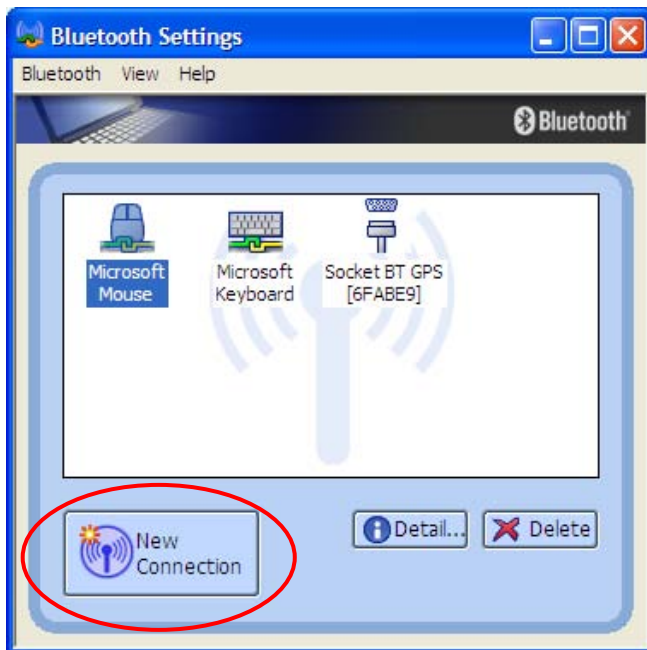 Bluetooth Settings
Bluetooth View Help
Bluetooth
Microsoft
Mouse
Microsoft
Keyboard
Socket BT GPS
[6FABE9]
New
Connection
Detail...
Delete